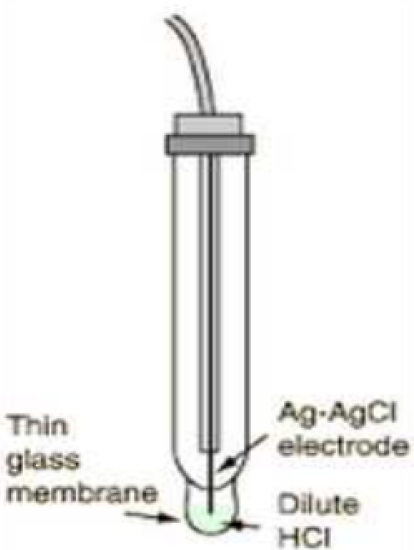 Ag-AgCl
electrode
Thin
glass
membrane
Dilute
HCl